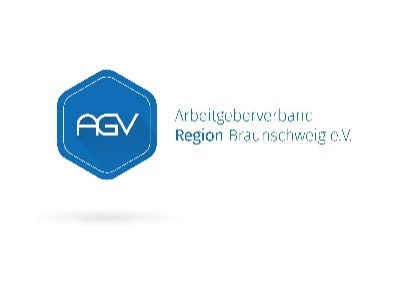 AGV
Arbeitgeberverband
Region Braunschweig e.V.